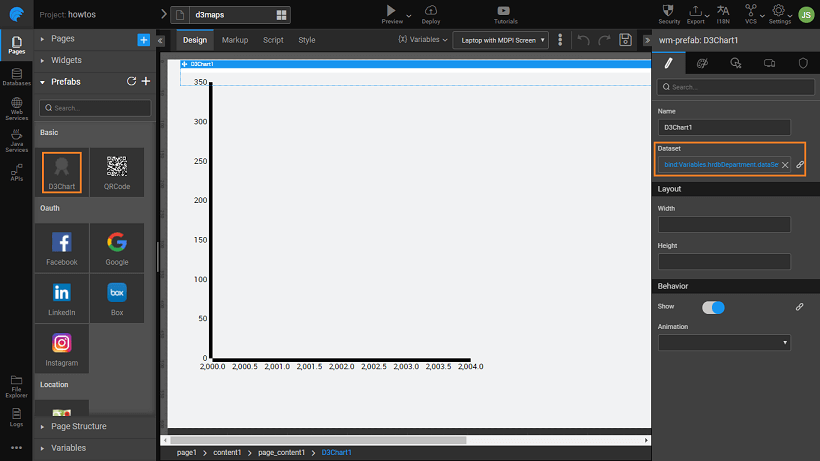 Project: howtos
d3maps
Preview
Deploy
Tutorials
Security
Export
I18N
VCS
Settings
JS
Pages
Databases
Web
Services
Java
Services
APIs
File
Explorer
Logs
Pages
Widgets
Prefabs
Search...
Basic
D3Chart
QRCode
Oauth
Facebook
Google
LinkedIn
box
Box
Instagram
Location
Page Structure
Variables
Design
Markup
Script
Style
(x) Variables
Laptop with MDPI Screen
D3Chart1
350
300
250
200
150
100
50
0
2,000.0 2,000.5 2,001.0 2,001.5 2,002.0 2,002.5 2,003.0 2,003.5 2,004.0
page1 > content1 > page_content1 > D3Chart1
wm-prefab: D3Chart1
Search...
Name
D3Chart1
Dataset
bind:Variables.hrdbDepartment.dataSe
Layout
Width
Height
Behavior
Show
Animation